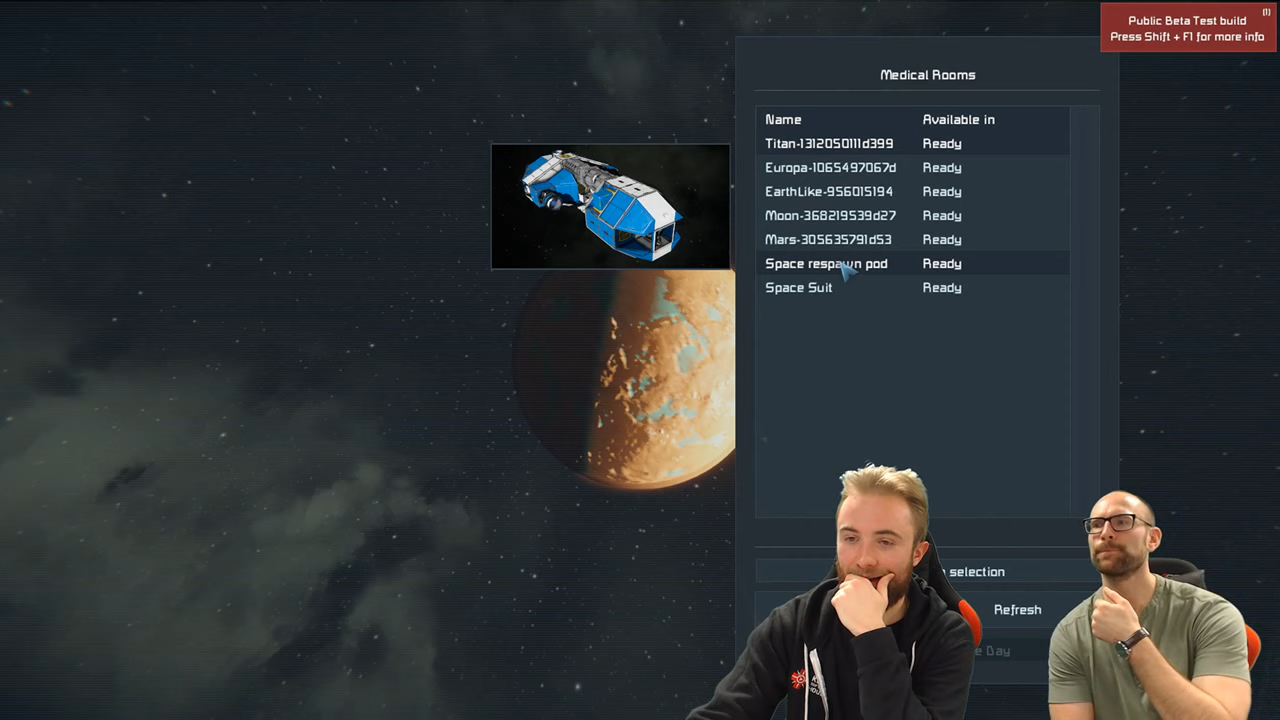 (1)
Public Beta Test build
Press Shift + F1 for more info
Medical Rooms
Name Available in
Titan-1312050111d399 Ready
Europa-1065497067d Ready
EarthLike-956015194 Ready
Moon-368219539d27 Ready
Mars-305635791d53 Ready
Space respawn pod Ready
Space Suit Ready
selection
Refresh
Day